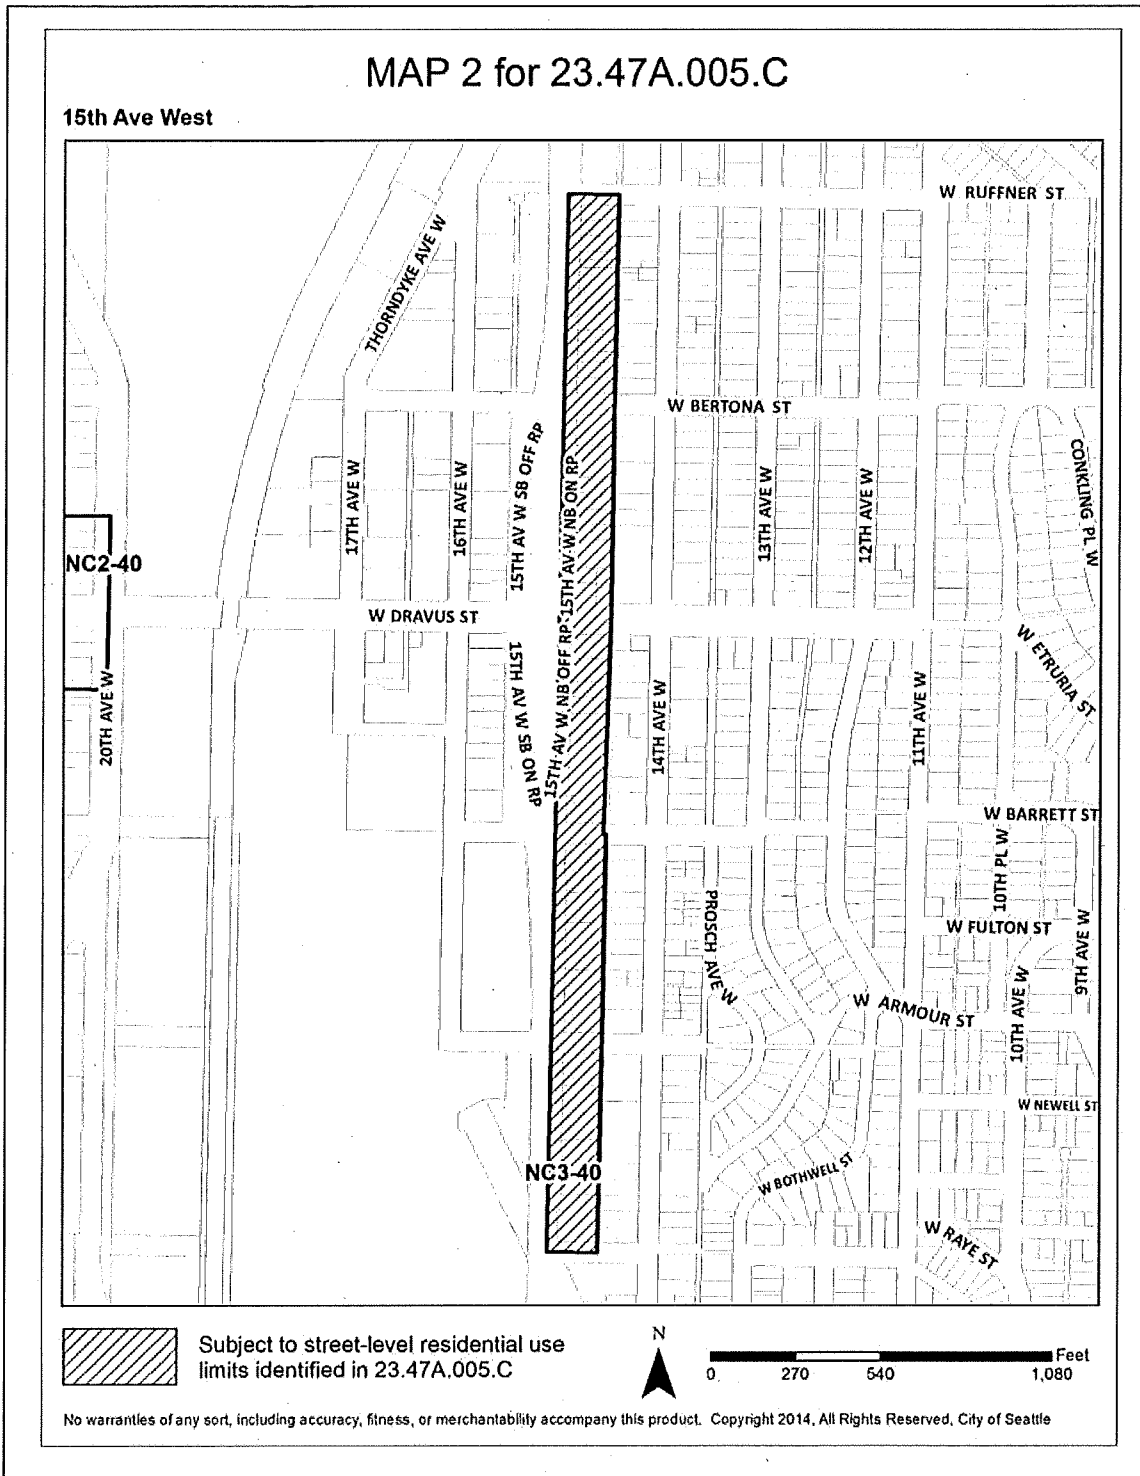 MAP 2 for 23.47A.005.C
15th Ave West
W RUFFNER ST
THORNDYKE AVE W
W BERTONA ST
15TH AV W SB OFF RP
15TH AV W NB ON RP
CONKLING PL W
17TH AVE W
16TH AVE W
13TH AVE W
12TH AVE W
NC2-40
W DRAVUS ST
15TH AV W NB OFF RP
15TH AV W SB ON RP
W ETRURIA ST
20TH AVE W
14TH AVE W
11TH AVE W
W BARRETT ST
10TH PL W
PROSCH AVE W
W FULTON ST
9TH AVE W
W ARMOUR ST
10TH AVE W
W NEWELL ST
NC3-40
W BOTHWELL ST
W RAYE ST
Subject to street-level residential use
limits identified in 23.47A.005.C
N
Feet
0 270 540 1,080
No warranties of any sort, including accuracy, fitness, or merchantability accompany this product. Copyright 2014, All Rights Reserved, City of Seattle